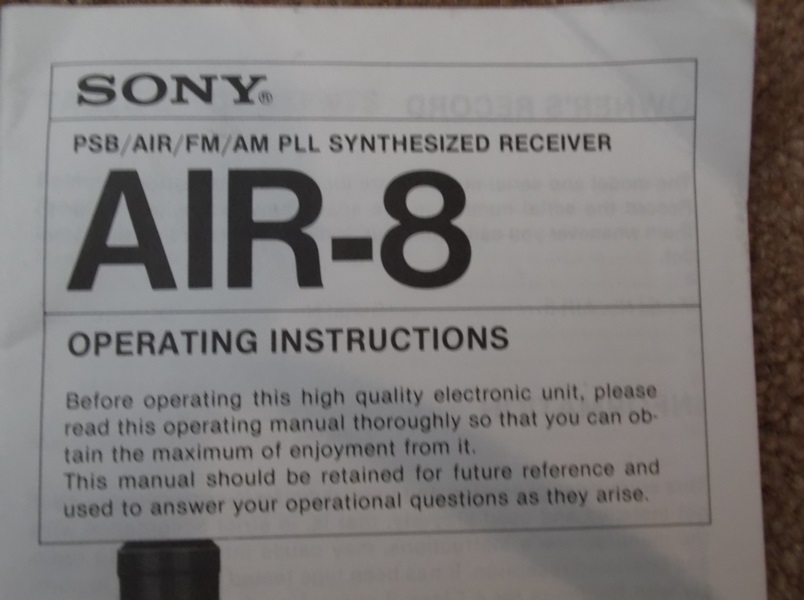 SONY®
PSB/AIR/FM/AM PLL SYNTHESIZED RECEIVER
AIR-8
OPERATING INSTRUCTIONS
Before operating this high quality electronic unit, please
read this operating manual thoroughly so that you can ob-
tain the maximum of enjoyment from it.
This manual should be retained for future reference and
used to answer your operational questions as they arise.